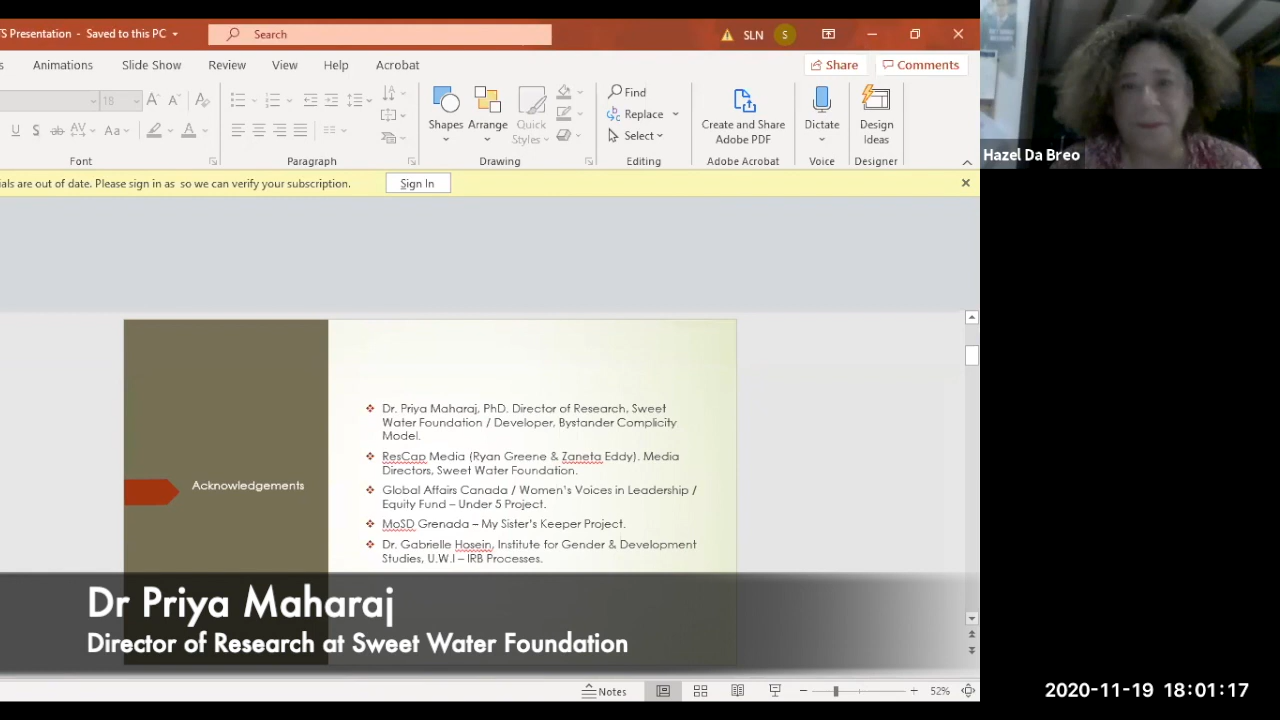 TS Presentation - Saved to this PC
Search
SLN
S
Animations
Slide Show
Review
View
Help
Acrobat
Share
Comments
18
Aa
Shapes
Arrange
Quick
Styles
Find
Replace
Select
Create and Share
Adobe PDF
Dictate
Design
Ideas
Font
Paragraph
Drawing
Editing
Adobe Acrobat
Voice
Designer
ials are out of date. Please sign in as so we can verify your subscription.
Sign In
Hazel Da Breo
Acknowledgements
Dr. Priya Maharaj, PhD. Director of Research, Sweet
Water Foundation / Developer, Bystander Complicity
Model.
ResCap Media (Ryan Greene & Zaneta Eddy). Media
Directors, Sweet Water Foundation.
Global Affairs Canada / Women's Voices in Leadership /
Equity Fund – Under 5 Project.
MoSD Grenada – My Sister's Keeper Project.
Dr. Gabrielle Hosein, Institute for Gender & Development
Studies, U.W.I – IRB Processes.
Dr Priya Maharaj
Director of Research at Sweet Water Foundation
Notes
52%
2020-11-19 18:01:17